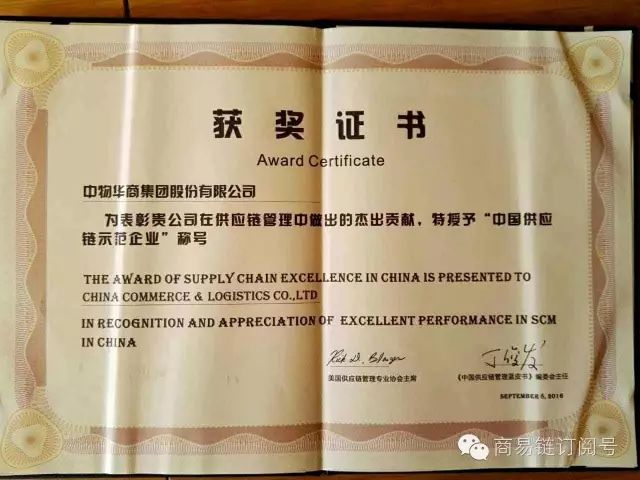 获奖证书
Award Certificate
中物华商集团股份有限公司
为表彰贵公司在供应链管理中做出的杰出贡献，特授予“中国供应
链示范企业”称号
THE AWARD OF SUPPLY CHAIN EXCELLENCE IN CHINA IS PRESENTED TO
CHINA COMMERCE & LOGISTICS CO.,LTD
IN RECOGNITION AND APPRECIATION OF EXCELLENT PERFORMANCE IN SCM
IN CHINA
美国供应链管理专业协会主席
《中国供应链管理蓝皮书》编委会主任
SEPTEMBER 5, 2016
商易链订阅号